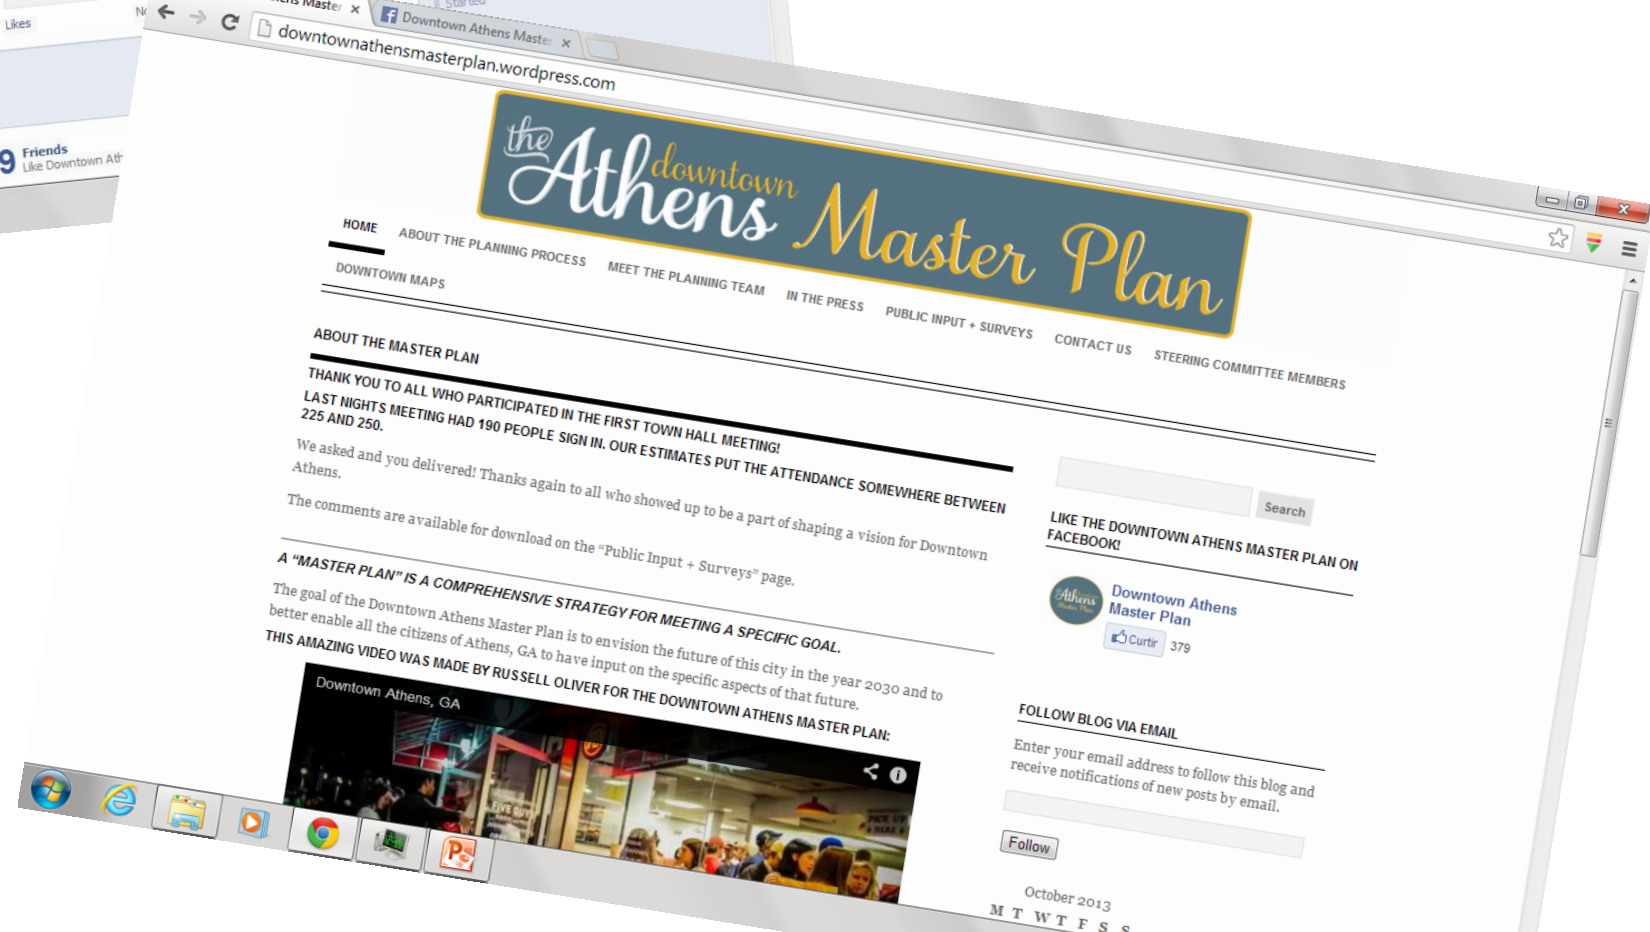 Likes
9 Friends
Like Downtown Ath
Started
Master
Downtown Athens Master
downtownathensmasterplan.wordpress.com
the Athens downtown Master Plan
HOME ABOUT THE PLANNING PROCESS MEET THE PLANNING TEAM IN THE PRESS PUBLIC INPUT + SURVEYS CONTACT US STEERING COMMITTEE MEMBERS
DOWNTOWN MAPS
ABOUT THE MASTER PLAN
THANK YOU TO ALL WHO PARTICIPATED IN THE FIRST TOWN HALL MEETING!
LAST NIGHTS MEETING HAD 190 PEOPLE SIGN IN. OUR ESTIMATES PUT THE ATTENDANCE SOMEWHERE BETWEEN
225 AND 250.
We asked and you delivered! Thanks again to all who showed up to be a part of shaping a vision for Downtown
Athens.
The comments are available for download on the “Public Input + Surveys” page.
A “MASTER PLAN” IS A COMPREHENSIVE STRATEGY FOR MEETING A SPECIFIC GOAL.
The goal of the Downtown Athens Master Plan is to envision the future of this city in the year 2030 and to
better enable all the citizens of Athens, GA to have input on the specific aspects of that future.
THIS AMAZING VIDEO WAS MADE BY RUSSELL OLIVER FOR THE DOWNTOWN ATHENS MASTER PLAN:
Downtown Athens, GA
FIVE GUYS
PICK UP
HERE
Search
LIKE THE DOWNTOWN ATHENS MASTER PLAN ON
FACEBOOK!
Athens
Master Plan
Downtown Athens
Master Plan
Curtir 379
FOLLOW BLOG VIA EMAIL
Enter your email address to follow this blog and
receive notifications of new posts by email.
Follow
October 2013
M T W T F S S